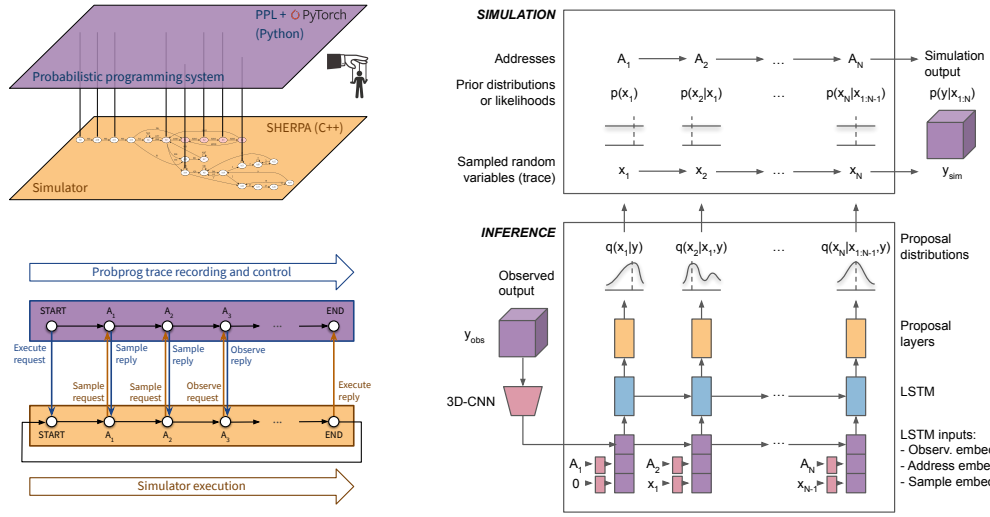 PPL + PyTorch
(Python)
Probabilistic programming system
SHERPA (C++)
Simulator
Probprog trace recording and control
START
A1
A2
A3
...
END
Execute
request
Sample
reply
Sample
reply
Observe
reply
Sample
request
Sample
request
Observe
request
Execute
reply
START
A1
A2
A3
...
END
Simulator execution
SIMULATION
Addresses
A1
A2
...
AN
Simulation
output
Prior distributions
or likelihoods
p(x1)
p(x2|x1)
...
p(xN|x1:N-1)
p(y|x1:N)
Sampled random
variables (trace)
x1
x2
...
xN
ysim
INFERENCE
q(x1|y)
q(x2|x1,y)
...
q(xN|x1:N-1,y)
Proposal
distributions
Observed
output
yobs
Proposal
layers
3D-CNN
LSTM
...
...
LSTM inputs:
- Observ. embe
- Address embe
- Sample embe
A1
0
A2
x1
AN
xN-1